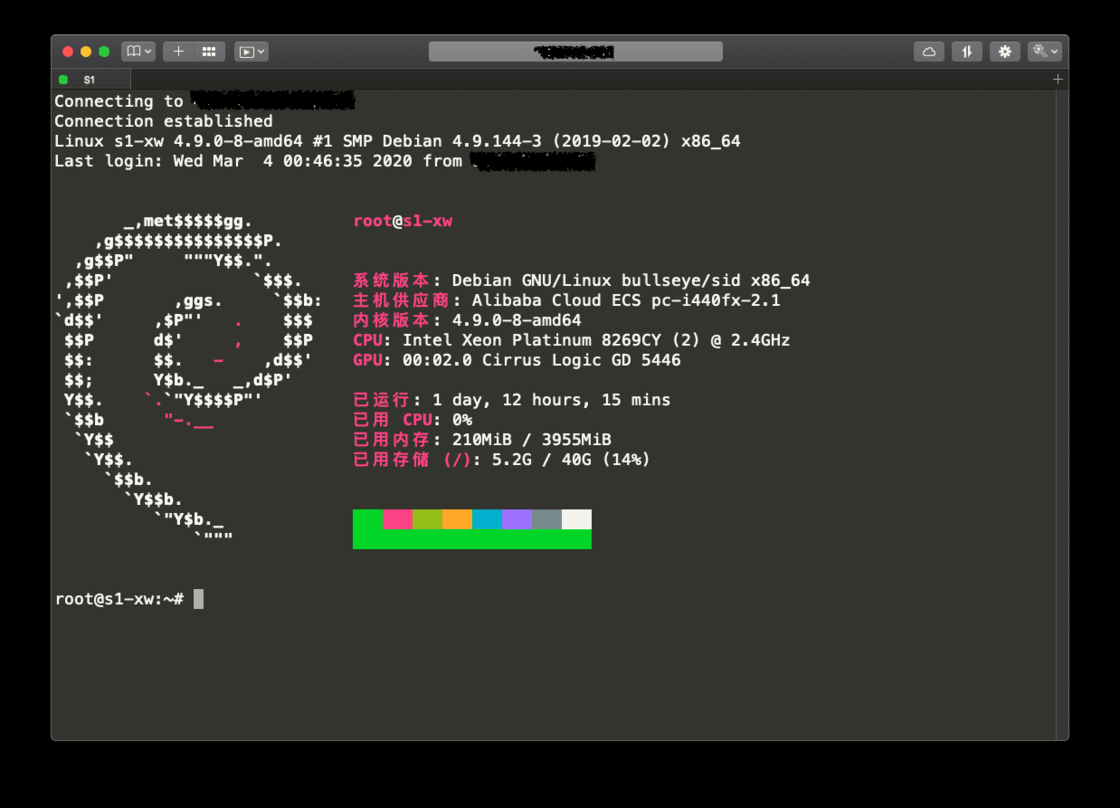 S1
Connecting to
Connection established
Linux s1-xw 4.9.0-8-amd64 #1 SMP Debian 4.9.144-3 (2019-02-02) x86_64
Last login: Wed Mar  4 00:46:35 2020 from
       _,met$$$$$gg.          root@s1-xw
    ,g$$$$$$$$$$$$$$$P.
  ,g$$P"     """Y$$.".
 ,$$P'              `$$$.     系统版本: Debian GNU/Linux bullseye/sid x86_64
',$$P       ,ggs.     `$$b:   主机供应商: Alibaba Cloud ECS pc-i440fx-2.1
`d$$'     ,$P"'   .    $$$    内核版本: 4.9.0-8-amd64
 $$P      d$'     ,    $$P    CPU: Intel Xeon Platinum 8269CY (2) @ 2.4GHz
 $$:      $$.   -    ,d$$'    GPU: 00:02.0 Cirrus Logic GD 5446
 $$;      Y$b._   _,d$P'
 Y$$.    `.`"Y$$$$P"'         已运行: 1 day, 12 hours, 15 mins
 `$$b      "-.__              已用 CPU: 0%
  `Y$$                        已用内存: 210MiB / 3955MiB
   `Y$$.                      已用存储 (/): 5.2G / 40G (14%)
     `$$b.
       `Y$$b.
          `"Y$b._
              `"""
root@s1-xw:~#